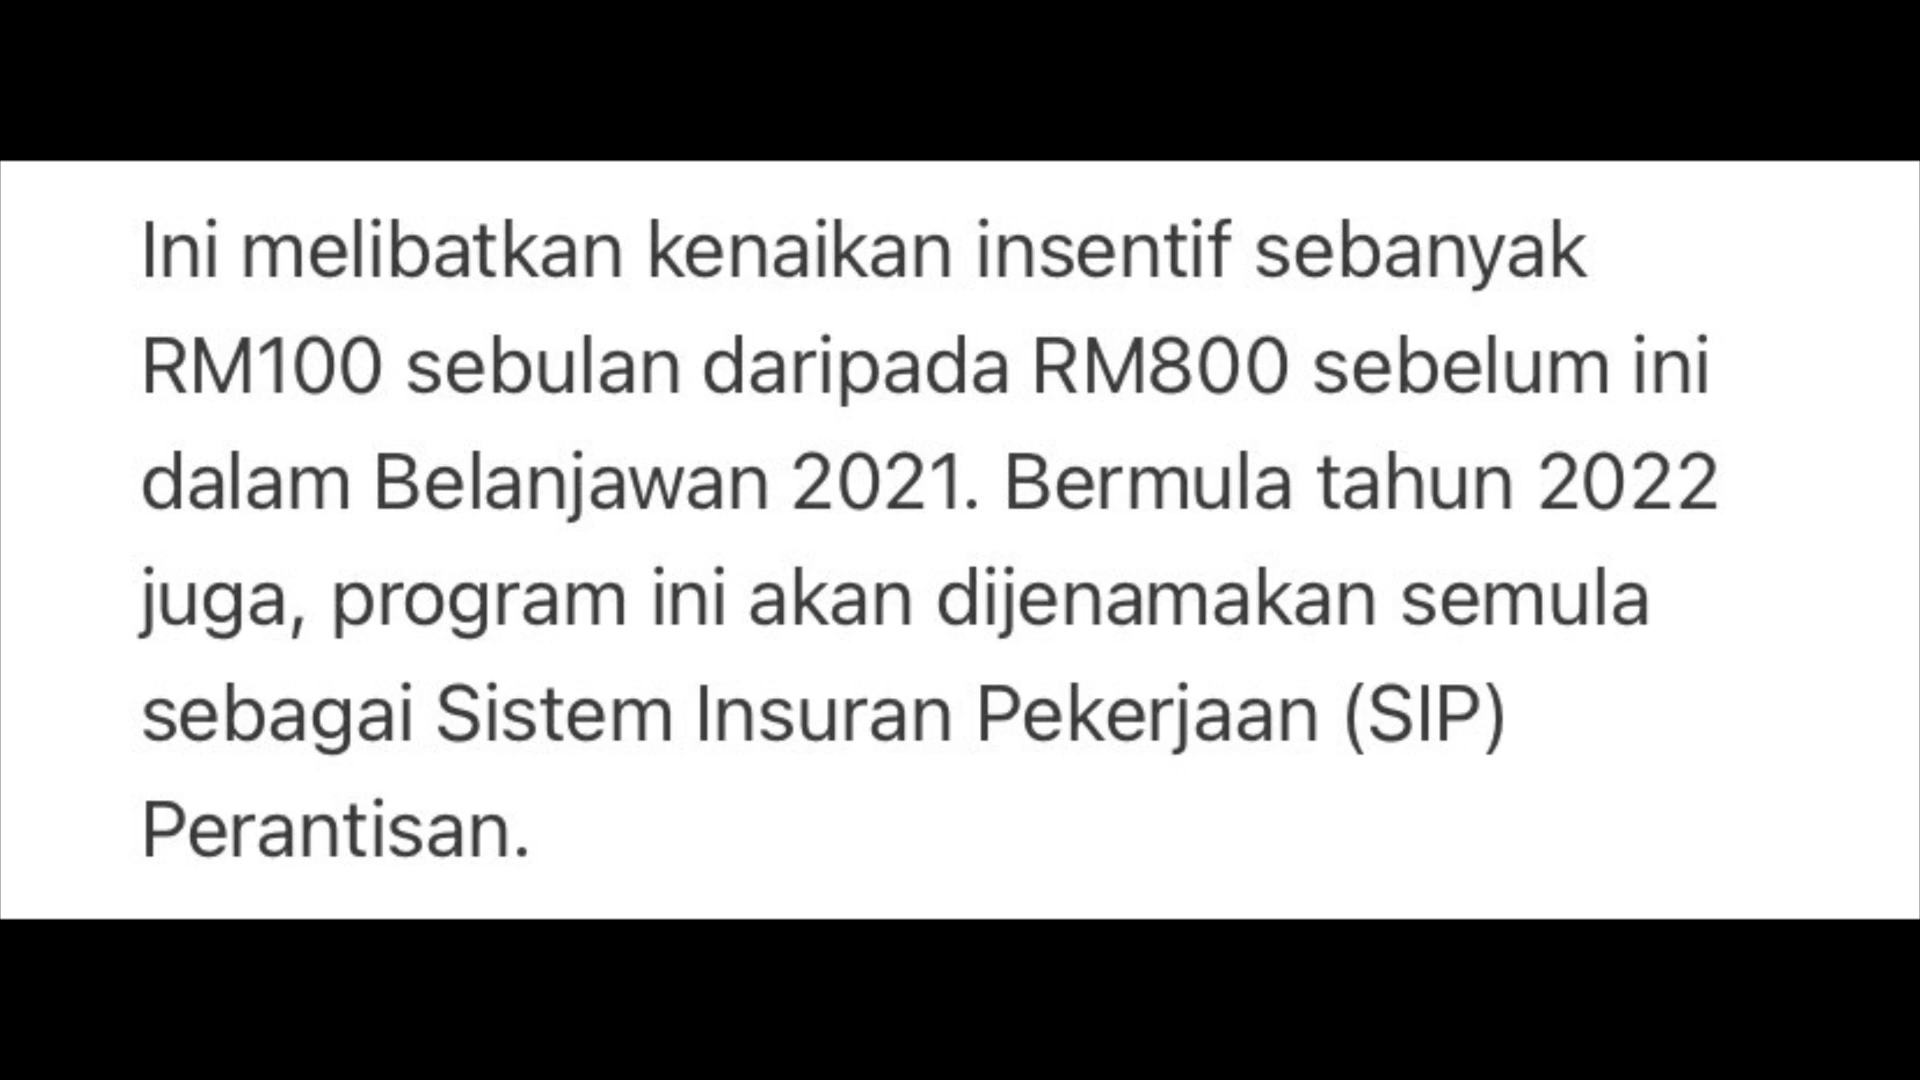 Ini melibatkan kenaikan insentif sebanyak
RM100 sebulan daripada RM800 sebelum ini
dalam Belanjawan 2021. Bermula tahun 2022
juga, program ini akan dijenamakan semula
sebagai Sistem Insuran Pekerjaan (SIP)
Perantisan.